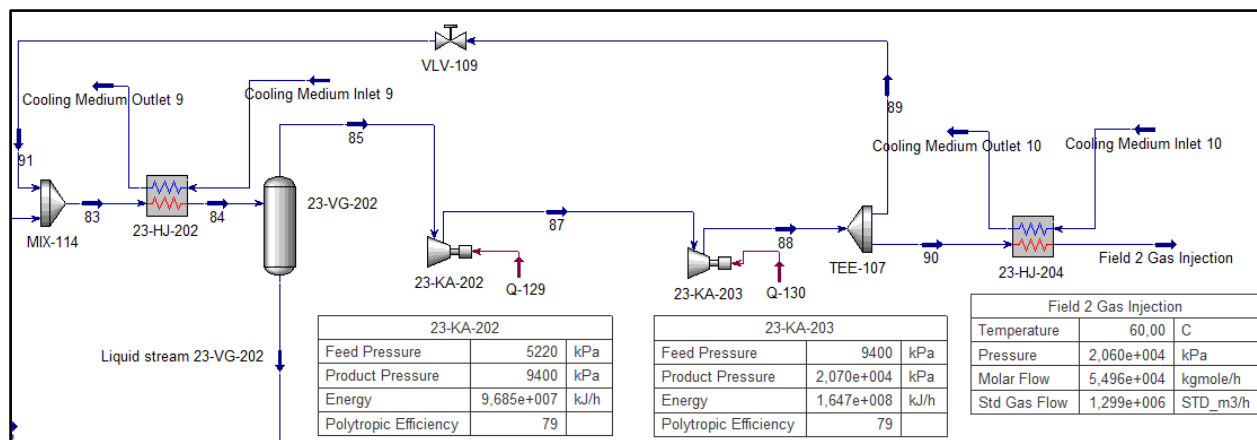 VLV-109
Cooling Medium Outlet 9
Cooling Medium Inlet 9
89
85
Cooling Medium Outlet 10
Cooling Medium Inlet 10
91
23-VG-202
83
84
87
88
MIX-114
23-HJ-202
TEE-107
90
23-HJ-204
Field 2 Gas Injection
23-KA-202
Q-129
23-KA-203
Q-130
Liquid stream 23-VG-202
23-KA-202
Feed Pressure 5220 kPa
Product Pressure 9400 kPa
Energy 9,685e+007 kJ/h
Polytropic Efficiency 79
23-KA-203
Feed Pressure 9400 kPa
Product Pressure 2,070e+004 kPa
Energy 1,647e+008 kJ/h
Polytropic Efficiency 79
Field 2 Gas Injection
Temperature 60,00 C
Pressure 2,060e+004 kPa
Molar Flow 5,496e+004 kgmole/h
Std Gas Flow 1,299e+006 STD_m3/h